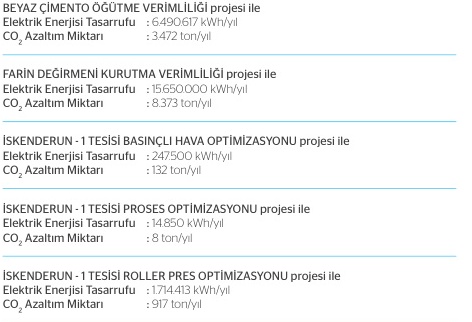 BEYAZ ÇİMENTO ÖĞÜTME VERİMLİLİĞİ projesi ile
Elektrik Enerjisi Tasarrufu : 6.490.617 kWh/yıl
CO₂ Azaltım Miktarı : 3.472 ton/yıl
FARİN DEĞİRMENİ KURUTMA VERİMLİLİĞİ projesi ile
Elektrik Enerjisi Tasarrufu : 15.650.000 kWh/yıl
CO₂ Azaltım Miktarı : 8.373 ton/yıl
İSKENDERUN - 1 TESİSİ BASINÇLI HAVA OPTİMİZASYONU projesi ile
Elektrik Enerjisi Tasarrufu : 247.500 kWh/yıl
CO₂ Azaltım Miktarı : 132 ton/yıl
İSKENDERUN - 1 TESİSİ PROSES OPTİMİZASYONU projesi ile
Elektrik Enerjisi Tasarrufu : 14.850 kWh/yıl
CO₂ Azaltım Miktarı : 8 ton/yıl
İSKENDERUN - 1 TESİSİ ROLLER PRES OPTİMİZASYONU projesi ile
Elektrik Enerjisi Tasarrufu : 1.714.413 kWh/yıl
CO₂ Azaltım Miktarı : 917 ton/yıl